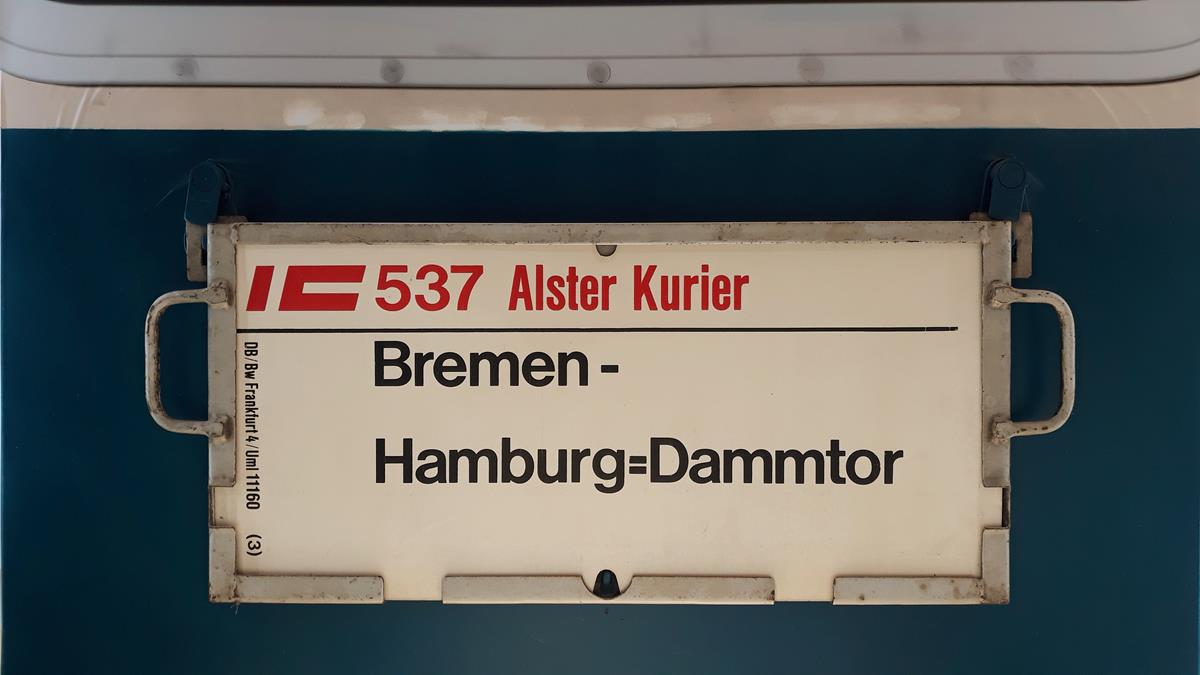 IC 537 Alster Kurier
Bremen -
Hamburg=Dammtor
DB/Bw Frankfurt 4/Uml 11160 (3)